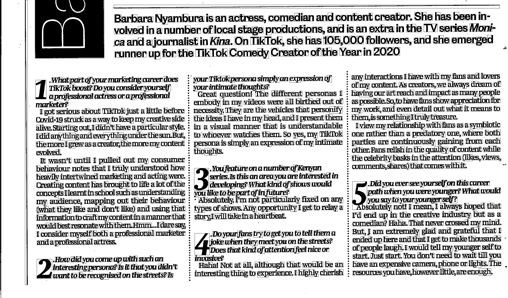 Ba
Barbara Nyambura is an actress, comedian and content creator. She has been in-
volved in a number of local stage productions, and is an extra in the TV series Moni-
ca and a journalist in Kina. On TikTok, she has 105,000 followers, and she emerged
runner up for the TikTok Comedy Creator of the Year in 2020
1. What part of your marketing career does
TikTok boost? Do you consider yourself
a professional actress or a professional
marketer?
I got serious about TikTok just a little before
Covid-19 struck as a way to keep my creative side
alive. Starting out, I didn't have a particular style.
I did anything and everything under the sun. But,
the more I grew as a creator, the more my content
evolved.
It wasn't until I pulled out my consumer
behaviour notes that I truly understood how
heavily intertwined marketing and acting were.
Creating content has brought to life a lot of the
concepts I learnt in school such as understanding
my audience, mapping out their behaviour
(what they like and don't like) and using that
information to craft my content in a manner that
would best resonate with them. Hmm...I dare say,
I consider myself both a professional marketer
and a professional actress.
2. How did you come up with such an
interesting persona? Is it that you didn't
want to be recognised on the streets? Is
your TikTok persona simply an expression of
your intimate thoughts?
Great question! The different personas I
embody in my videos were all birthed out of
necessity. They are the vehicles that personify
the ideas I have in my head, and I present them
in a visual manner that is understandable
to whoever watches them. So yes, my TikTok
persona is simply an expression of my intimate
thoughts.
3. You feature on a number of Kenyan
series. Is this an area you are interested in
developing? What kind of shows would
you like to be part of in future?
Absolutely, I'm not particularly fixed on any
types of shows. Any opportunity I get to relay a
story, I will take in a heartbeat.
4. Do your fans try to get you to tell them a
joke when they meet you on the streets?
Does that kind of attention feel nice or
invasive?
Haha! Not at all, although that would be an
interesting thing to experience. I highly cherish
any interactions I have with my fans and lovers
of my content. As creators, we always dream of
having our art reach and impact as many people
as possible. So, to have fans show appreciation for
my work, and even detail out what it means to
them, is something I truly treasure.
I view my relationship with fans as a symbiotic
one rather than a predatory one, where both
parties are continuously gaining from each
other. Fans relish in the quality of content while
the celebrity basks in the attention (likes, views,
comments, shares) that comes with it.
5. Did you ever see yourself on this career
path when you were younger? What would
you say to your younger self?
Absolutely not! I mean, I always hoped that
I'd end up in the creative industry but as a
comedian? Haha. That never crossed my mind.
But, I am extremely glad and grateful that I
ended up here and that I get to make thousands
of people laugh. I would tell my younger self to
start. Just start. You don't need to wait till you
have an expensive camera, phone or lights. The
resources you have, however little, are enough.